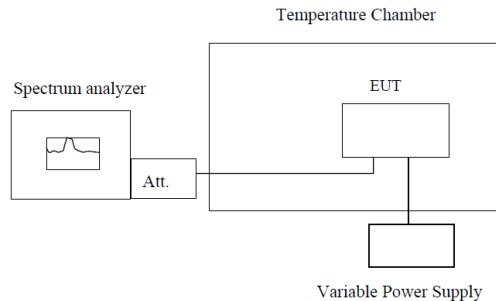 Temperature Chamber
Spectrum analyzer
EUT
Att.
Variable Power Supply